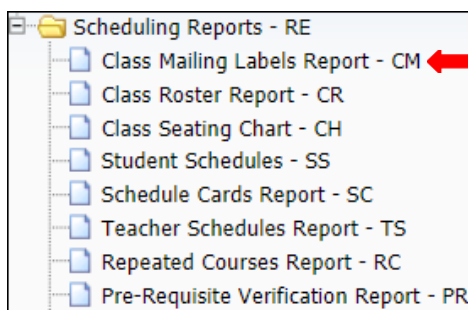 Scheduling Reports - RE
Class Mailing Labels Report - CM
Class Roster Report - CR
Class Seating Chart - CH
Student Schedules - SS
Schedule Cards Report - SC
Teacher Schedules Report - TS
Repeated Courses Report - RC
Pre-Requisite Verification Report - PR